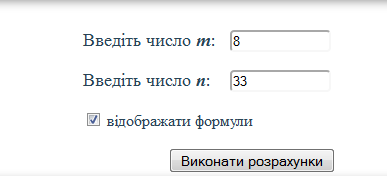 Введіть число m: 8
Введіть число n: 33
відображати формули
Виконати розрахунки